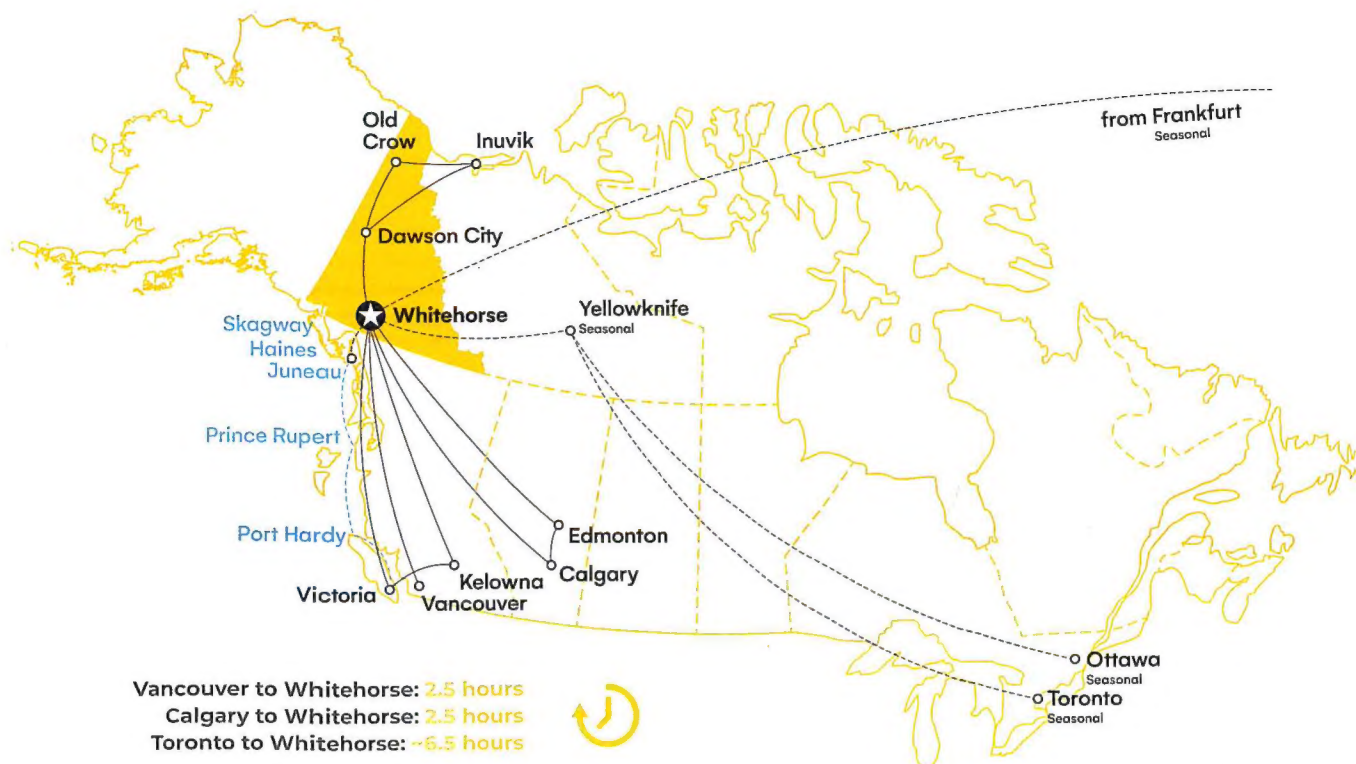 from Frankfurt
Seasonal
Old
Crow
Inuvik
Dawson City
Whitehorse
Yellowknife
Seasonal
Skagway
Haines
Juneau
Prince Rupert
Port Hardy
Edmonton
Calgary
Kelowna
Victoria
Vancouver
Ottawa
Seasonal
Toronto
Seasonal
Vancouver to Whitehorse: 2.5 hours
Calgary to Whitehorse: 2.5 hours
Toronto to Whitehorse: ~6.5 hours